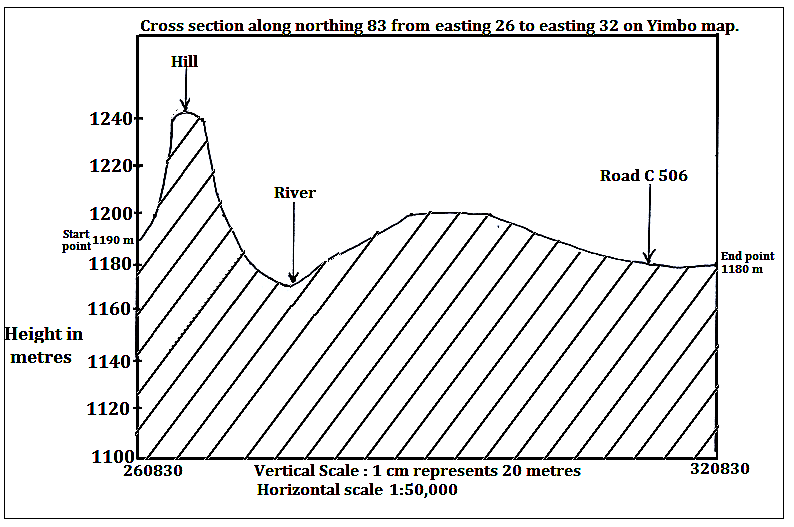 Cross section along northing 83 from easting 26 to easting 32 on Yimbo map.
Hill
1240
1220
River
Road C 506
1200
Start
point 1190 m
1180
End point
1180 m
1160
Height in
metres
1140
1120
1100
260830
Vertical Scale : 1 cm represents 20 metres
320830
Horizontal scale 1:50,000